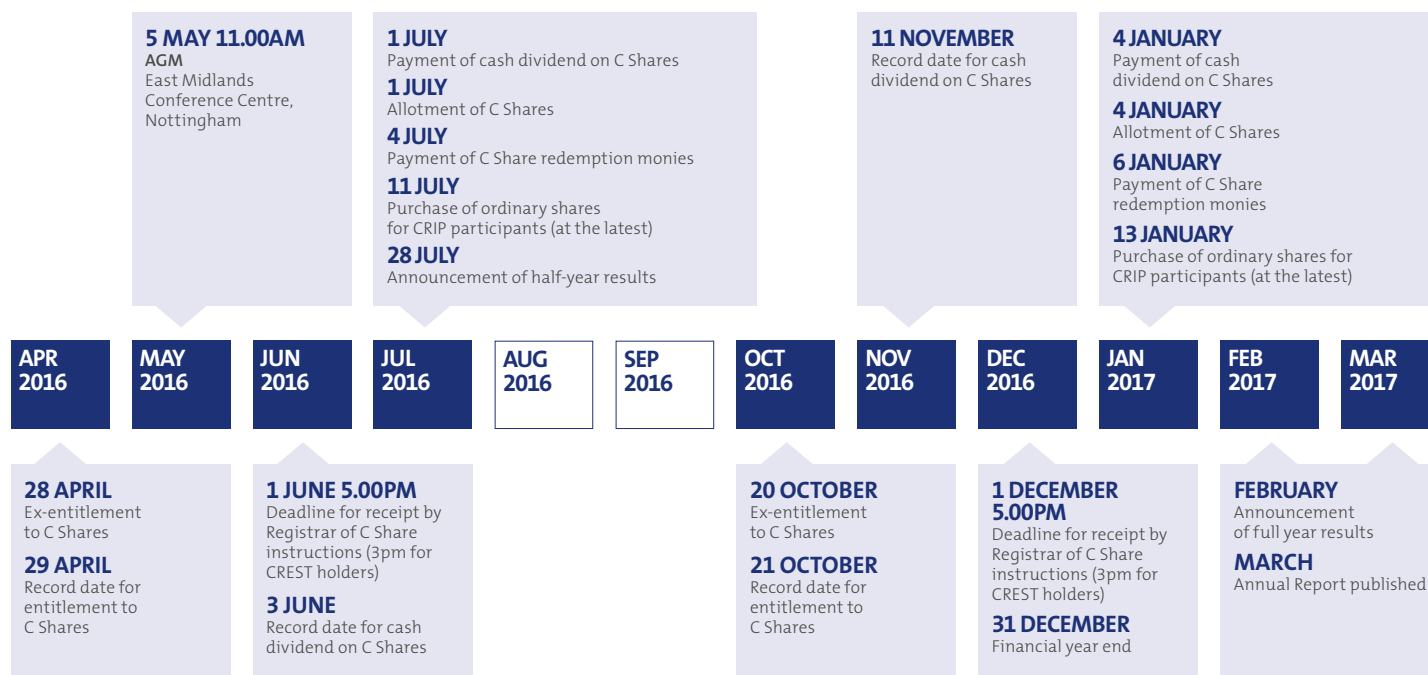 5 MAY 11.00AM
AGM
East Midlands
Conference Centre,
Nottingham
1 JULY
Payment of cash dividend on C Shares
1 JULY
Allotment of C Shares
4 JULY
Payment of C Share redemption monies
11 JULY
Purchase of ordinary shares
for CRIP participants (at the latest)
28 JULY
Announcement of half-year results
11 NOVEMBER
Record date for cash
dividend on C Shares
4 JANUARY
Payment of cash
dividend on C Shares
4 JANUARY
Allotment of C Shares
6 JANUARY
Payment of C Share
redemption monies
13 JANUARY
Purchase of ordinary shares for
CRIP participants (at the latest)
APR
2016
MAY
2016
JUN
2016
JUL
2016
AUG
2016
SEP
2016
OCT
2016
NOV
2016
DEC
2016
JAN
2017
FEB
2017
MAR
2017
28 APRIL
Ex-entitlement
to C Shares
29 APRIL
Record date for
entitlement to
C Shares
1 JUNE 5.00PM
Deadline for receipt by
Registrar of C Share
instructions (3pm for
CREST holders)
3 JUNE
Record date for cash
dividend on C Shares
20 OCTOBER
Ex-entitlement
to C Shares
21 OCTOBER
Record date for
entitlement to
C Shares
1 DECEMBER
5.00PM
Deadline for receipt by
Registrar of C Share
instructions (3pm for
CREST holders)
31 DECEMBER
Financial year end
FEBRUARY
Announcement
of full year results
MARCH
Annual Report published